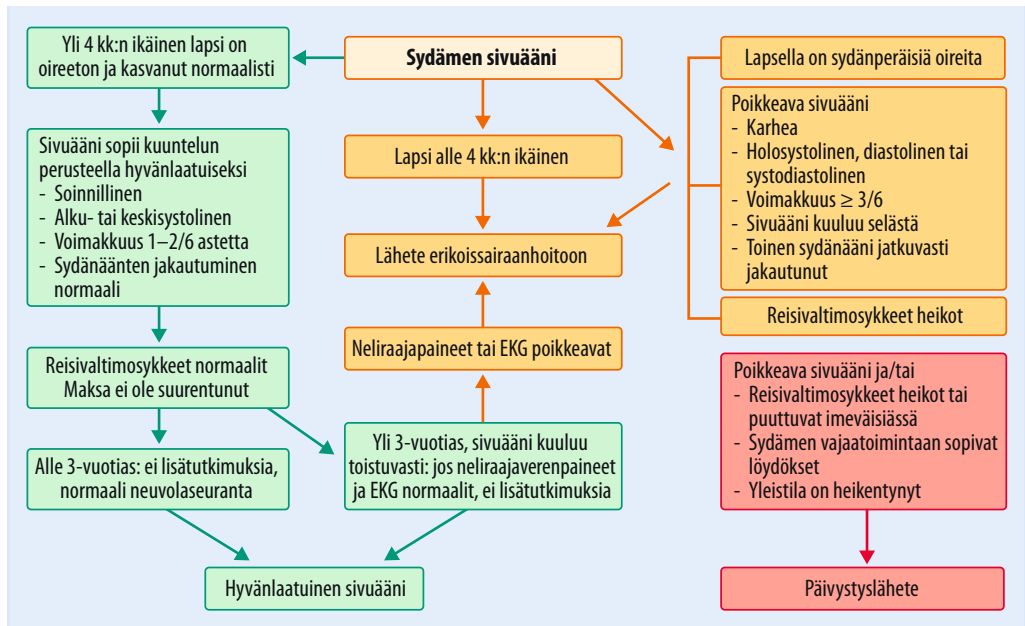 Yli 4 kk:n ikäinen lapsi on
oireeton ja kasvanut normaalisti
Sydämen sivuääni
Lapsella on sydänperäisiä oireita
Sivuääni sopii kuuntelun
perusteella hyvänlaatuiseksi
- Soinnillinen
- Alku- tai keskisystolinen
- Voimakkuus 1–2/6 astetta
- Sydänäänten jakautuminen
normaali
Lapsi alle 4 kk:n ikäinen
Lähete erikoissairaanhoitoon
Poikkeava sivuääni
- Karhea
- Holosystolinen, diastolinen tai
systodiastolinen
- Voimakkuus ≥ 3/6
- Sivuääni kuuluu selästä
- Toinen sydänääni jatkuvasti
jakautunut
Reisivaltimosykkeet heikot
Reisivaltimosykkeet normaalit
Maksa ei ole suurentunut
Neliraajapaineet tai EKG poikkeavat
Alle 3-vuotias: ei lisätutkimuksia,
normaali neuvolaseuranta
Yli 3-vuotias, sivuääni kuuluu
toistuvasti: jos neliraajaverenpaineet
ja EKG normaalit, ei lisätutkimuksia
Poikkeava sivuääni ja/tai
- Reisivaltimosykkeet heikot tai
puuttuvat imeväisiässä
- Sydämen vajaatoimintaan sopivat
löydökset
- Yleistila on heikentynyt
Hyvänlaatuinen sivuääni
Päivystyslähete